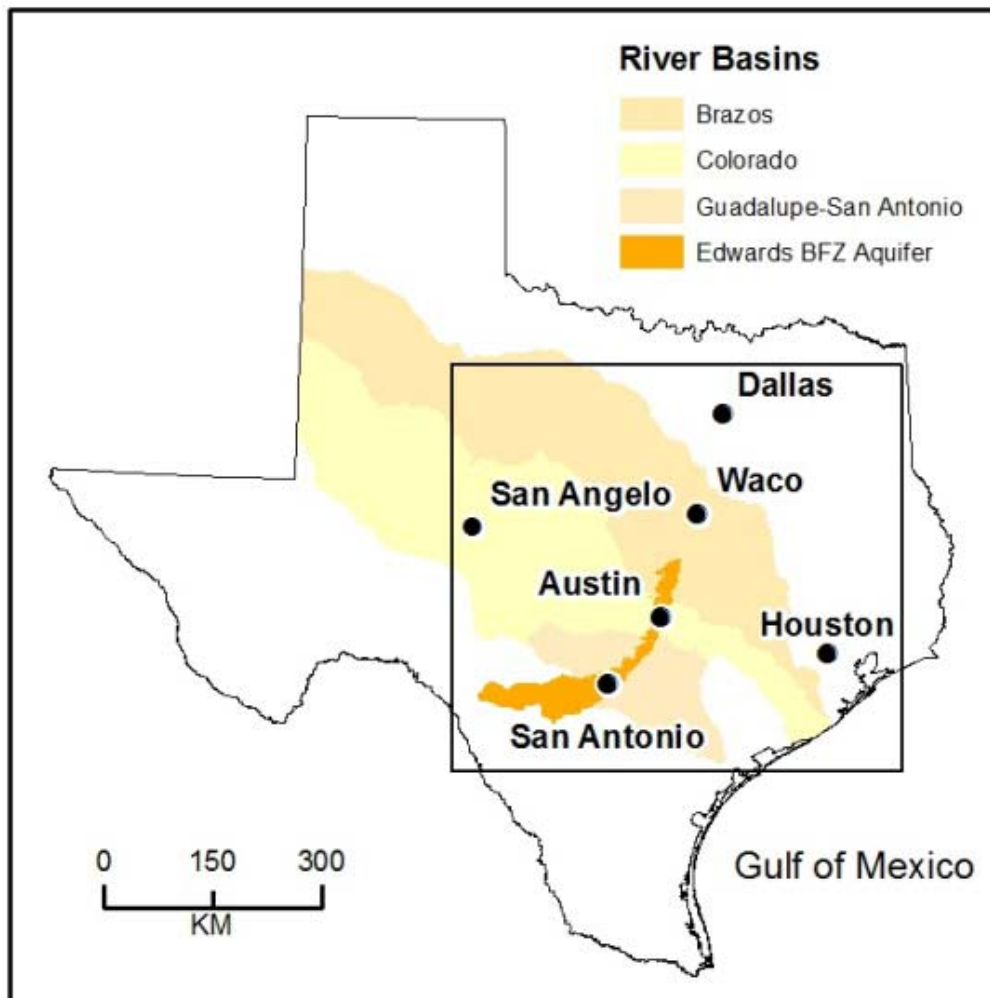 River Basins
Brazos
Colorado
Guadalupe-San Antonio
Edwards BFZ Aquifer
Dallas
San Angelo
Waco
Austin
Houston
San Antonio
0 150 300
KM
Gulf of Mexico